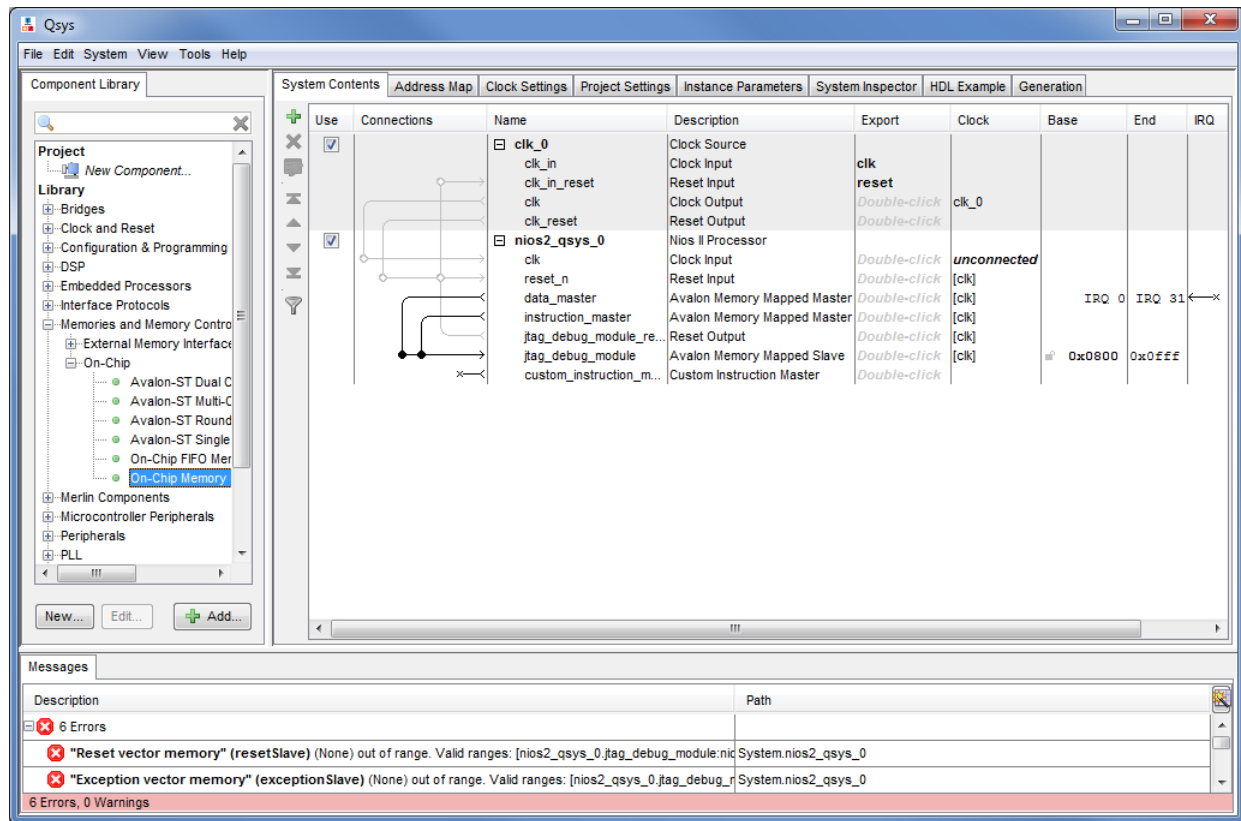 Qsys
File Edit System View Tools Help
Component Library
Project
New Component...
Library
Bridges
Clock and Reset
Configuration & Programming
DSP
Embedded Processors
Interface Protocols
Memories and Memory Contro
External Memory Interface
On-Chip
Avalon-ST Dual C
Avalon-ST Multi-C
Avalon-ST Round
Avalon-ST Single
On-Chip FIFO Mer
On-Chip Memory
Merlin Components
Microcontroller Peripherals
Peripherals
PLL
New... Edit... Add...
System Contents Address Map Clock Settings Project Settings Instance Parameters System Inspector HDL Example Generation
Use Connections Name Description Export Clock Base End IRQ
clk_0 Clock Source
clk_in Clock Input clk
clk_in_reset Reset Input reset
clk Clock Output Double-click clk_0
clk_reset Reset Output Double-click
nios2_qsys_0 Nios II Processor
clk Clock Input Double-click unconnected
reset_n Reset Input Double-click [clk]
data_master Avalon Memory Mapped Master Double-click [clk] IRQ 0 IRQ 31
instruction_master Avalon Memory Mapped Master Double-click [clk]
jtag_debug_module_re... Reset Output Double-click [clk]
jtag_debug_module Avalon Memory Mapped Slave Double-click [clk] 0x0800 0x0fff
custom_instruction_m... Custom Instruction Master Double-click
Messages
Description Path
6 Errors
"Reset vector memory" (resetSlave) (None) out of range. Valid ranges: [nios2_qsys_0.jtag_debug_module:nic System.nios2_qsys_0
"Exception vector memory" (exceptionSlave) (None) out of range. Valid ranges: [nios2_qsys_0.jtag_debug_r System.nios2_qsys_0
6 Errors, 0 Warnings